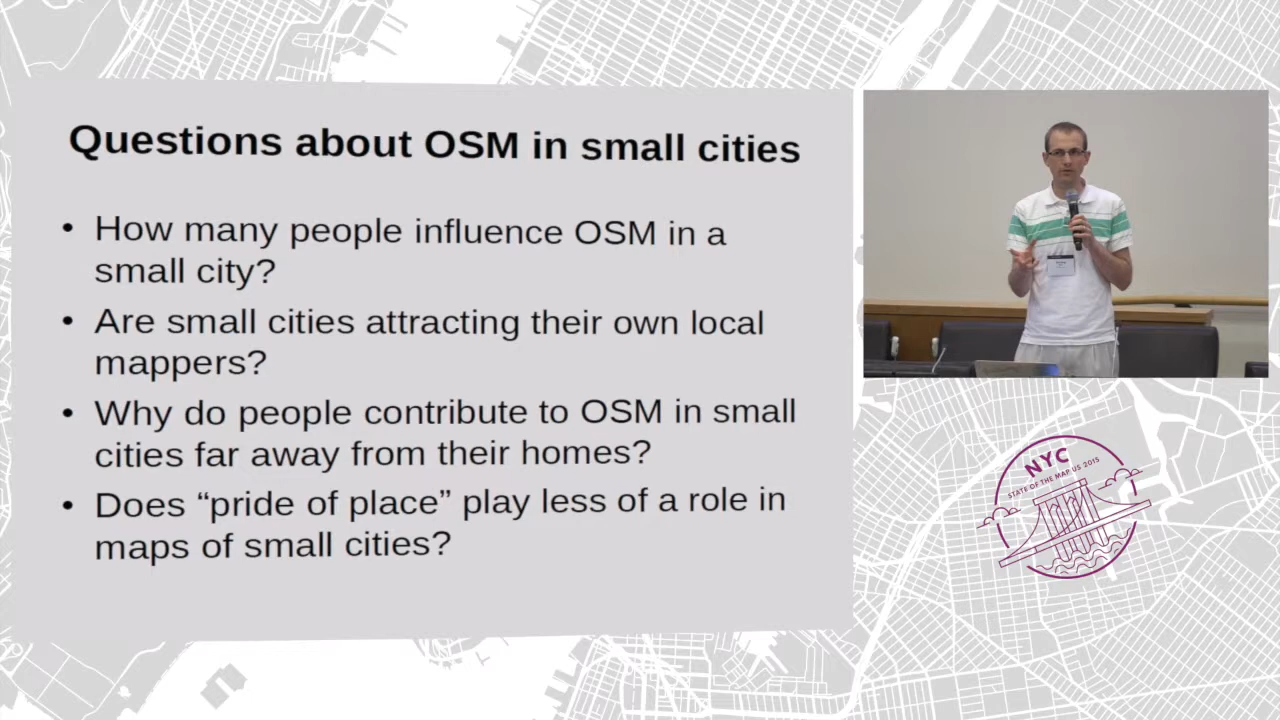 Questions about OSM in small cities
• How many people influence OSM in a
small city?
• Are small cities attracting their own local
mappers?
• Why do people contribute to OSM in small
cities far away from their homes?
• Does “pride of place” play less of a role in
maps of small cities?
NYC
STATE OF THE MAP US 2015